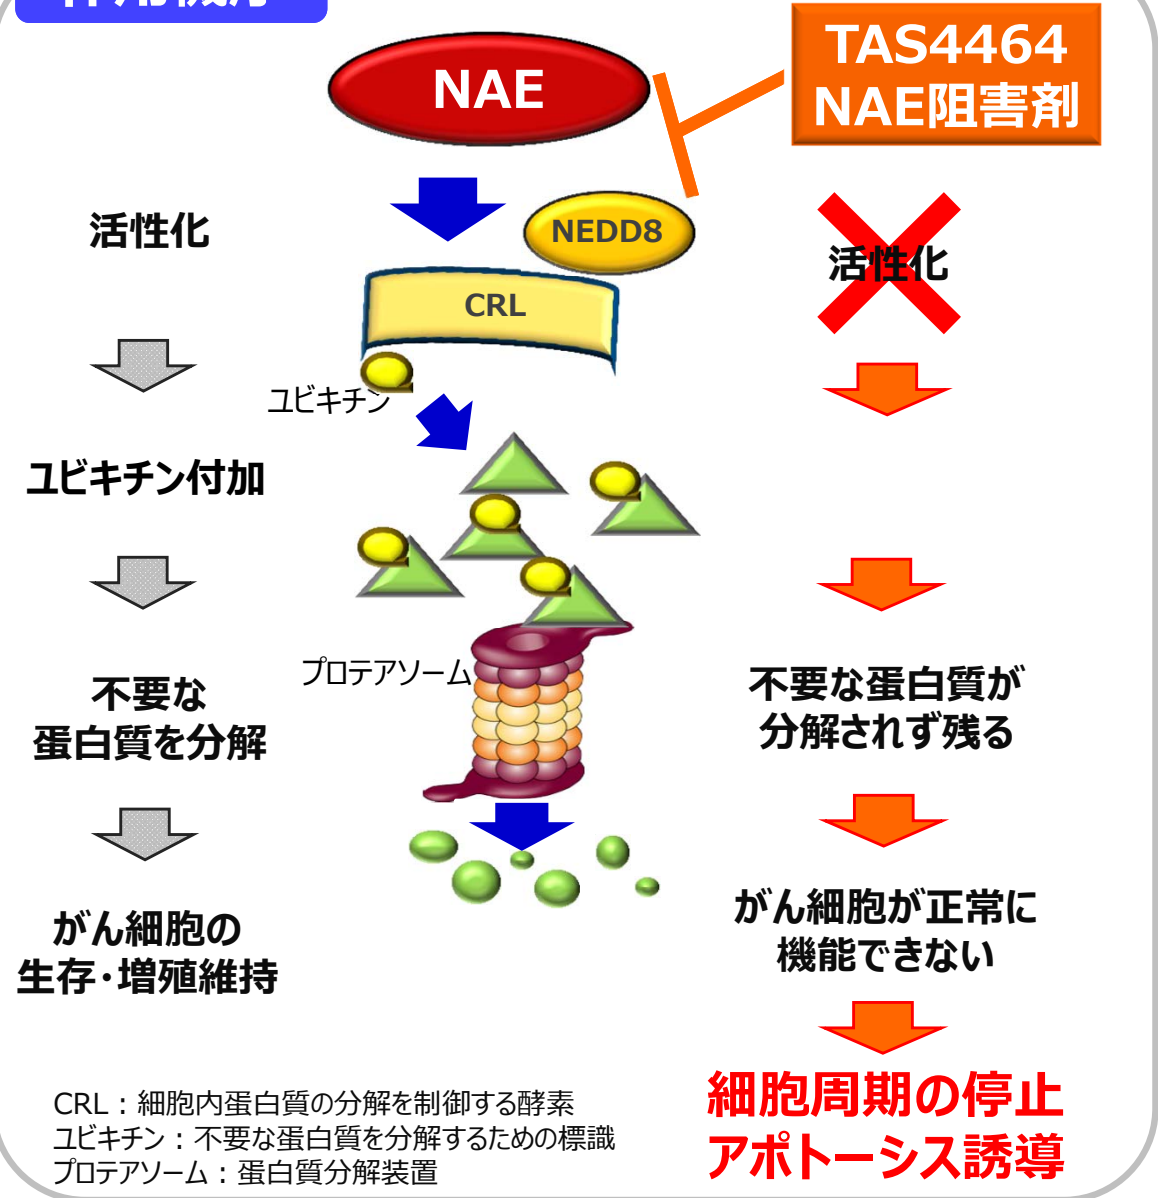 NAE
TAS4464
NAE阻害剤
活性化
NEDD8
活性化
CRL
ユビキチン
ユビキチン付加
プロテアソーム
不要な
蛋白質を分解
不要な蛋白質が
分解されず残る
がん細胞の
生存・増殖維持
がん細胞が正常に
機能できない
細胞周期の停止
アポトーシス誘導
CRL：細胞内蛋白質の分解を制御する酵素
ユビキチン：不要な蛋白質を分解するための標識
プロテアソーム：蛋白質分解装置